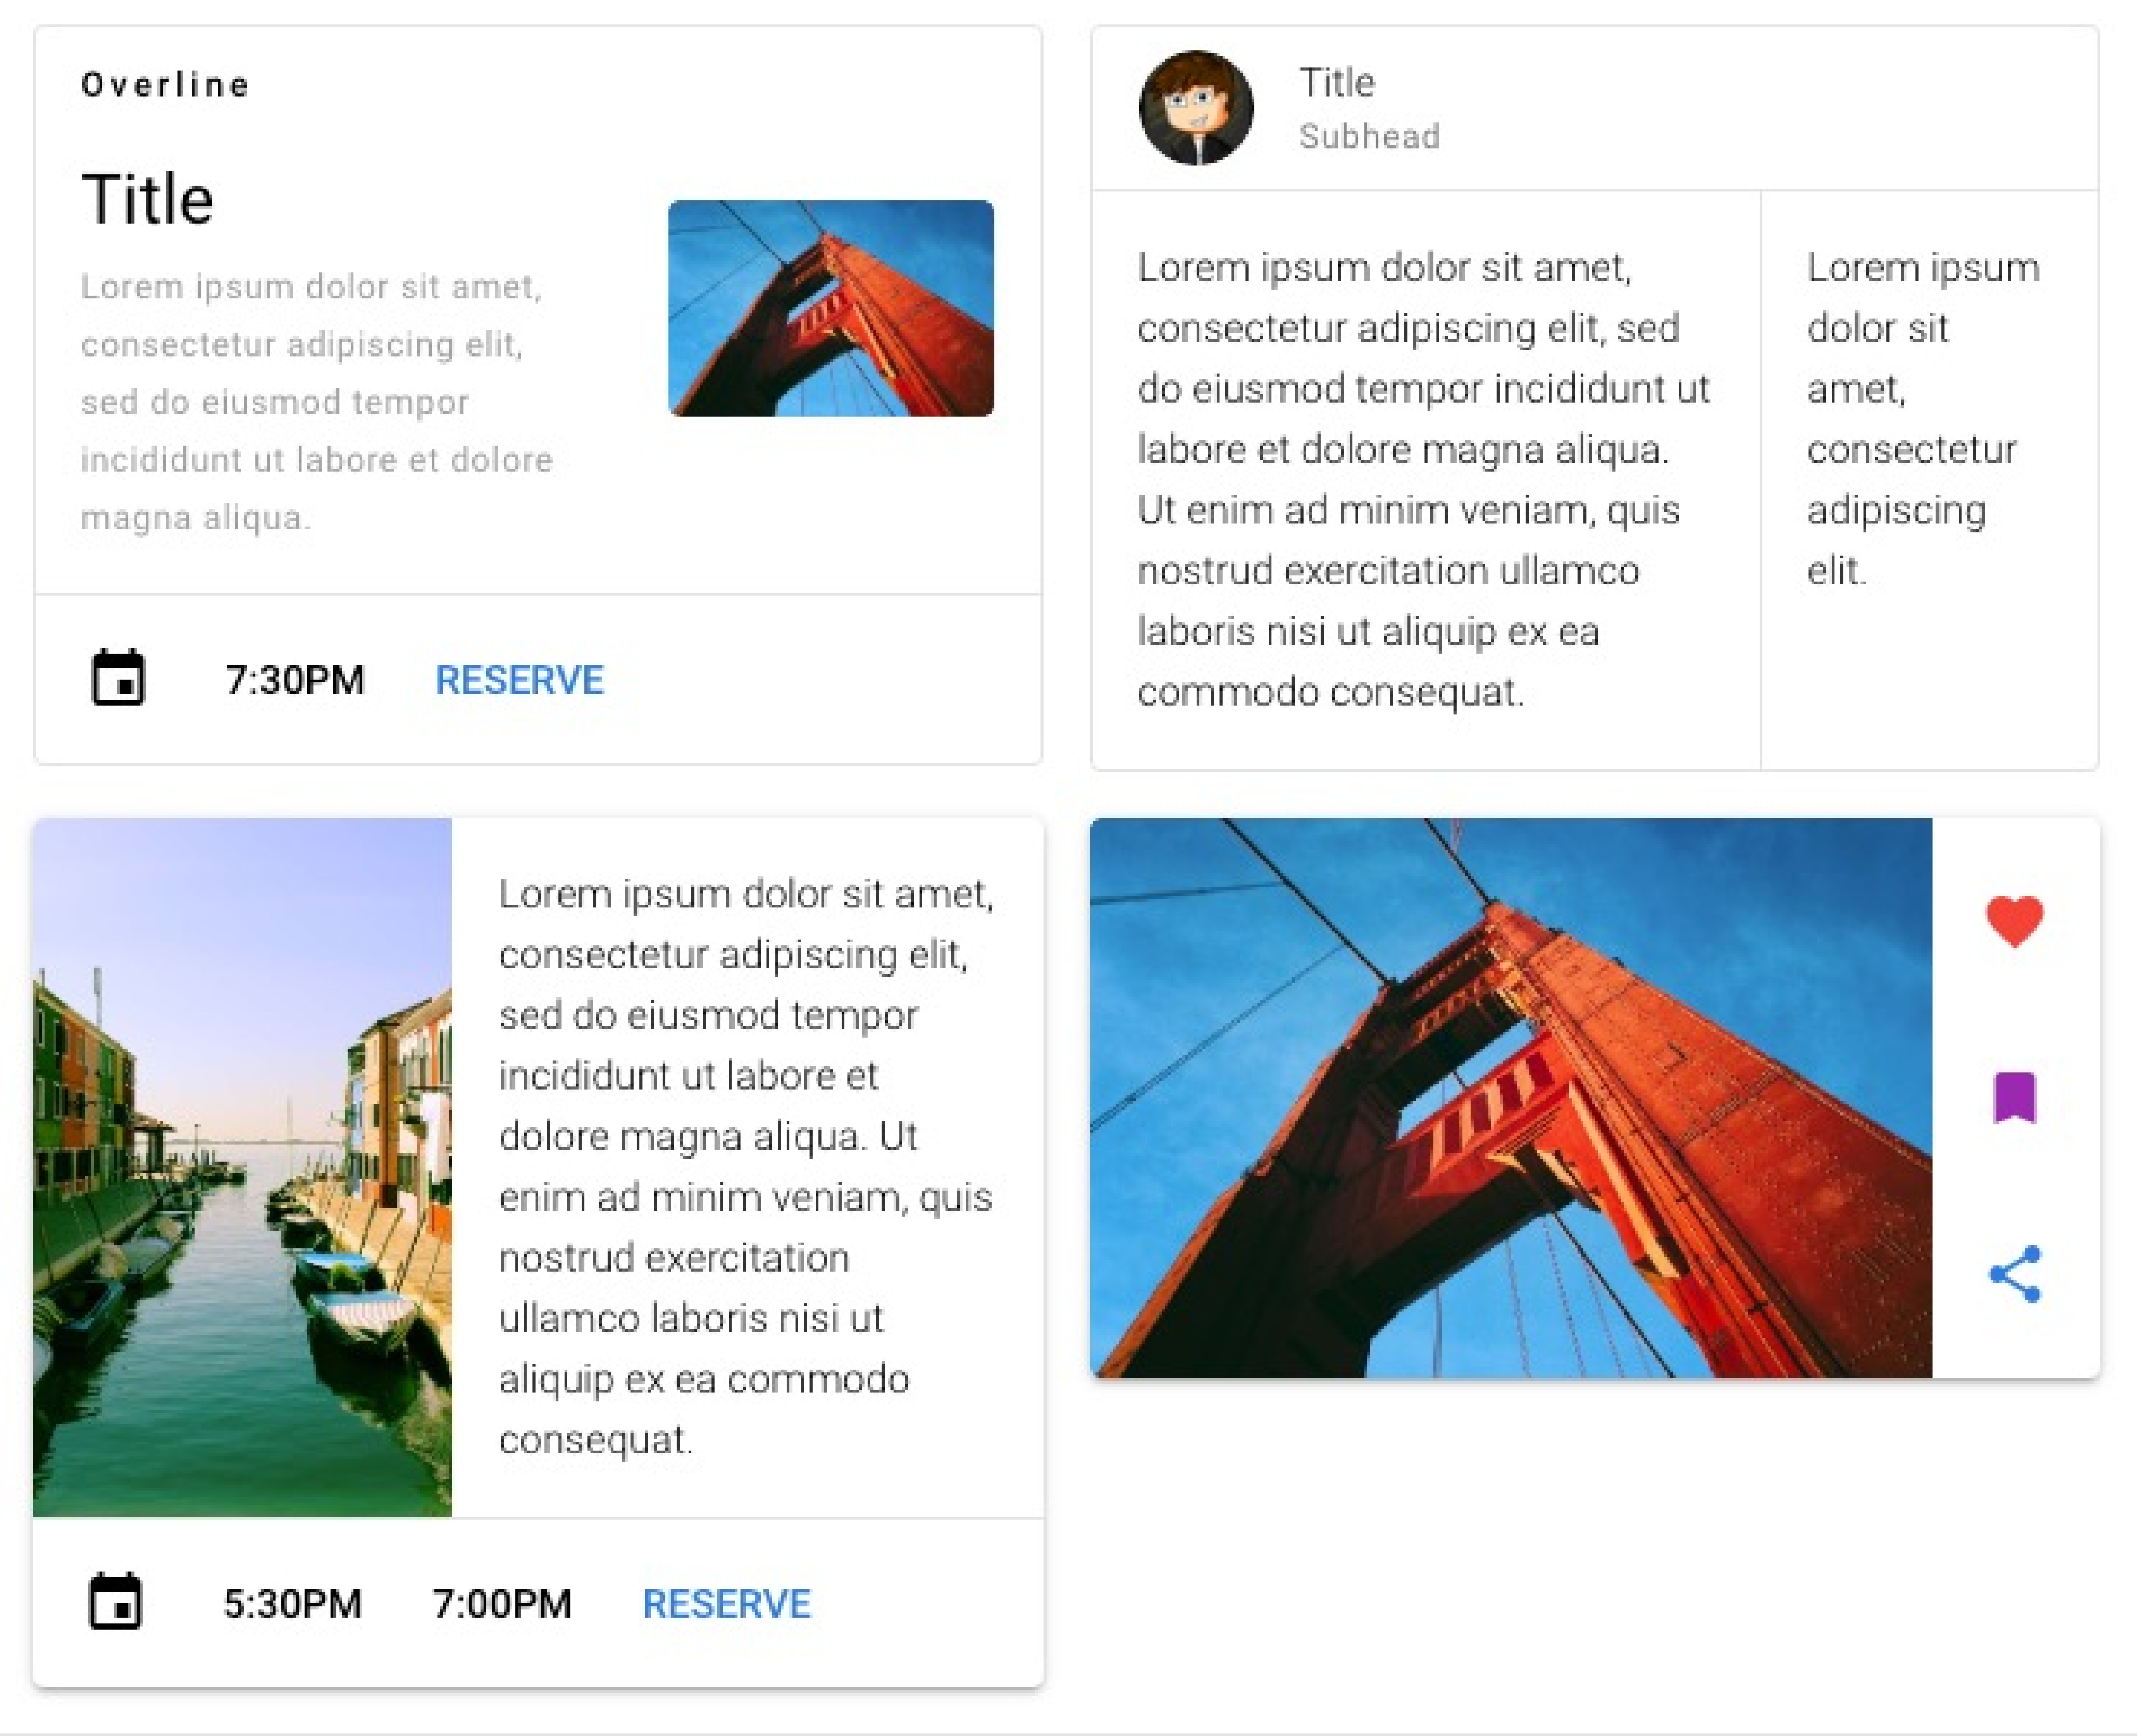 Overline
Title
Lorem ipsum dolor sit amet,
consectetur adipiscing elit,
sed do eiusmod tempor
incididunt ut labore et dolore
magna aliqua.
7:30PM RESERVE
Title
Subhead
Lorem ipsum dolor sit amet,
consectetur adipiscing elit, sed
do eiusmod tempor incididunt ut
labore et dolore magna aliqua.
Ut enim ad minim veniam, quis
nostrud exercitation ullamco
laboris nisi ut aliquip ex ea
commodo consequat.
Lorem ipsum
dolor sit
amet,
consectetur
adipiscing
elit.
Lorem ipsum dolor sit amet,
consectetur adipiscing elit,
sed do eiusmod tempor
incididunt ut labore et
dolore magna aliqua. Ut
enim ad minim veniam, quis
nostrud exercitation
ullamco laboris nisi ut
aliquip ex ea commodo
consequat.
5:30PM 7:00PM RESERVE